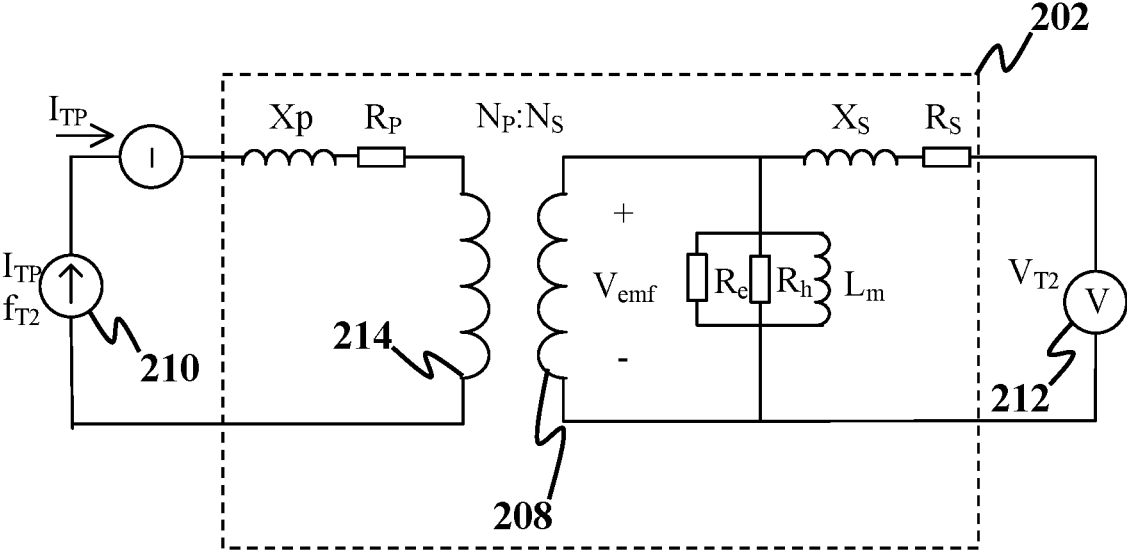 202
I_TP
Xp R_P N_P:N_S X_S R_S
I
+
I_TP
f_T2
V_emf
R_e R_h L_m
V_T2
V
214
-
210
212
208